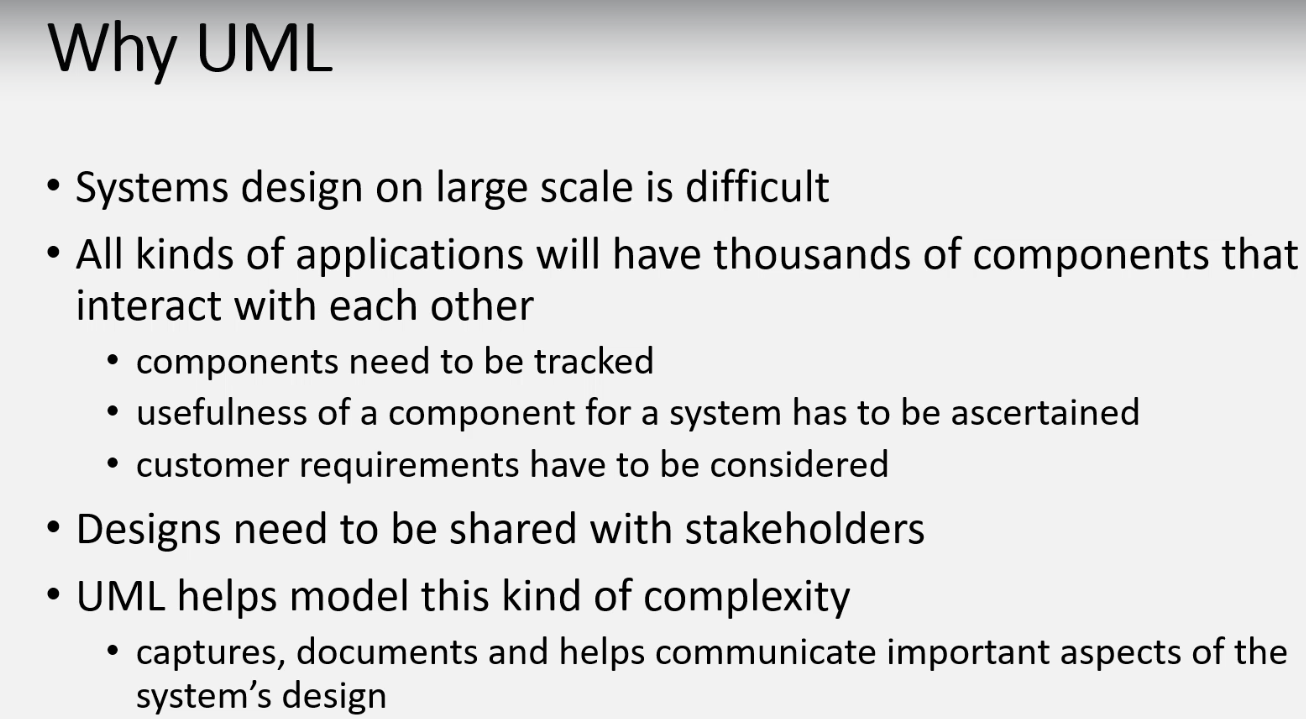 Why UML
• Systems design on large scale is difficult
• All kinds of applications will have thousands of components that
interact with each other
• components need to be tracked
• usefulness of a component for a system has to be ascertained
• customer requirements have to be considered
• Designs need to be shared with stakeholders
• UML helps model this kind of complexity
• captures, documents and helps communicate important aspects of the
system’s design